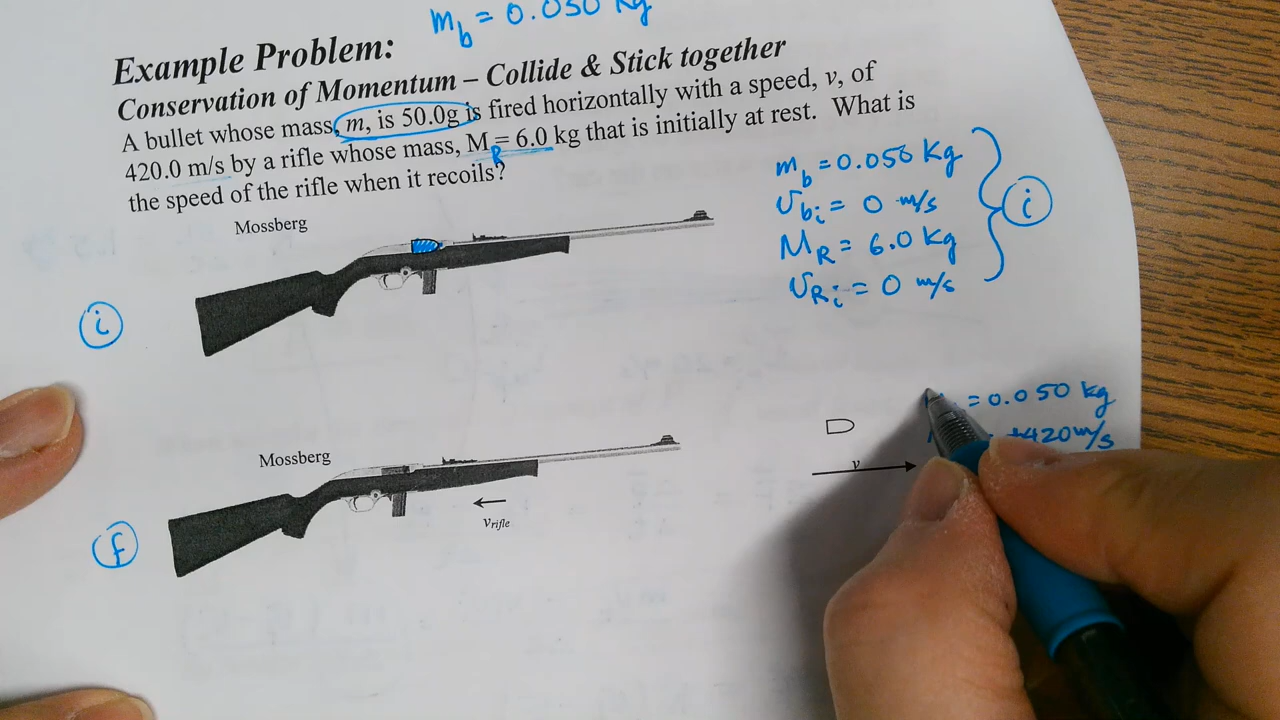 m_b = 0.050 kg
Example Problem:
Conservation of Momentum – Collide & Stick together
A bullet whose mass, m, is 50.0g is fired horizontally with a speed, v, of
420.0 m/s by a rifle whose mass, M_R = 6.0 kg that is initially at rest. What is
the speed of the rifle when it recoils?
m_b = 0.050 Kg
v_bi = 0 m/s
M_R = 6.0 Kg
v_Ri = 0 m/s
i
Mossberg
i
= 0.050 kg
+420 m/s
v
Mossberg
v_rifle
f